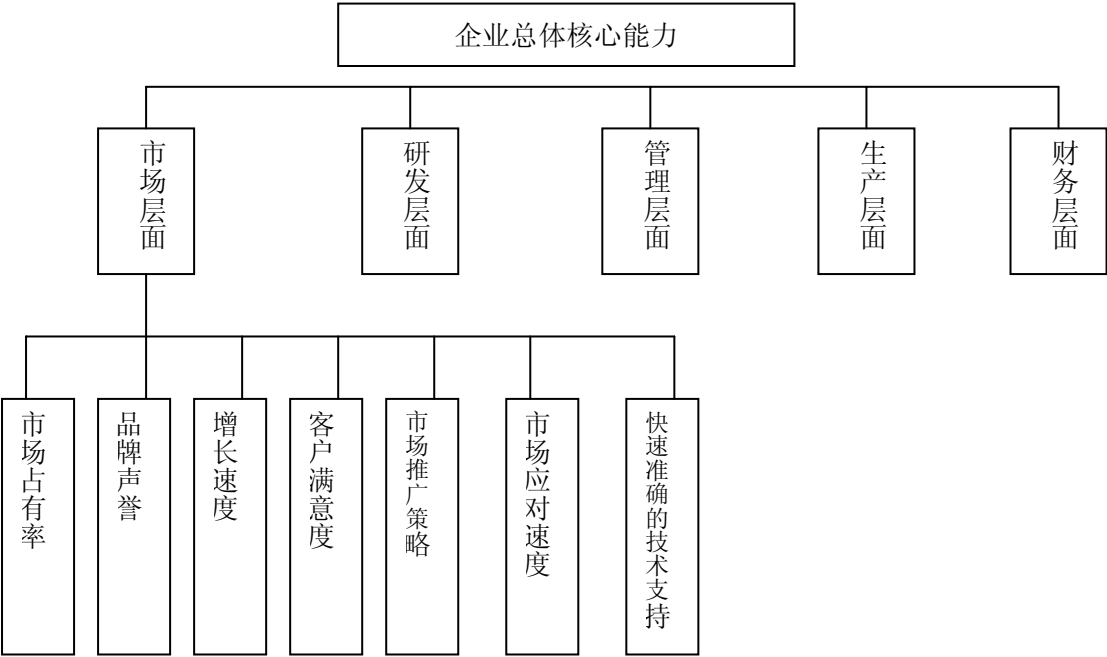 企业总体核心能力
市场层面
研发层面
管理层面
生产层面
财务层面
市场占有率
品牌声誉
增长速度
客户满意度
市场推广策略
市场应对速度
快速准确的技术支持